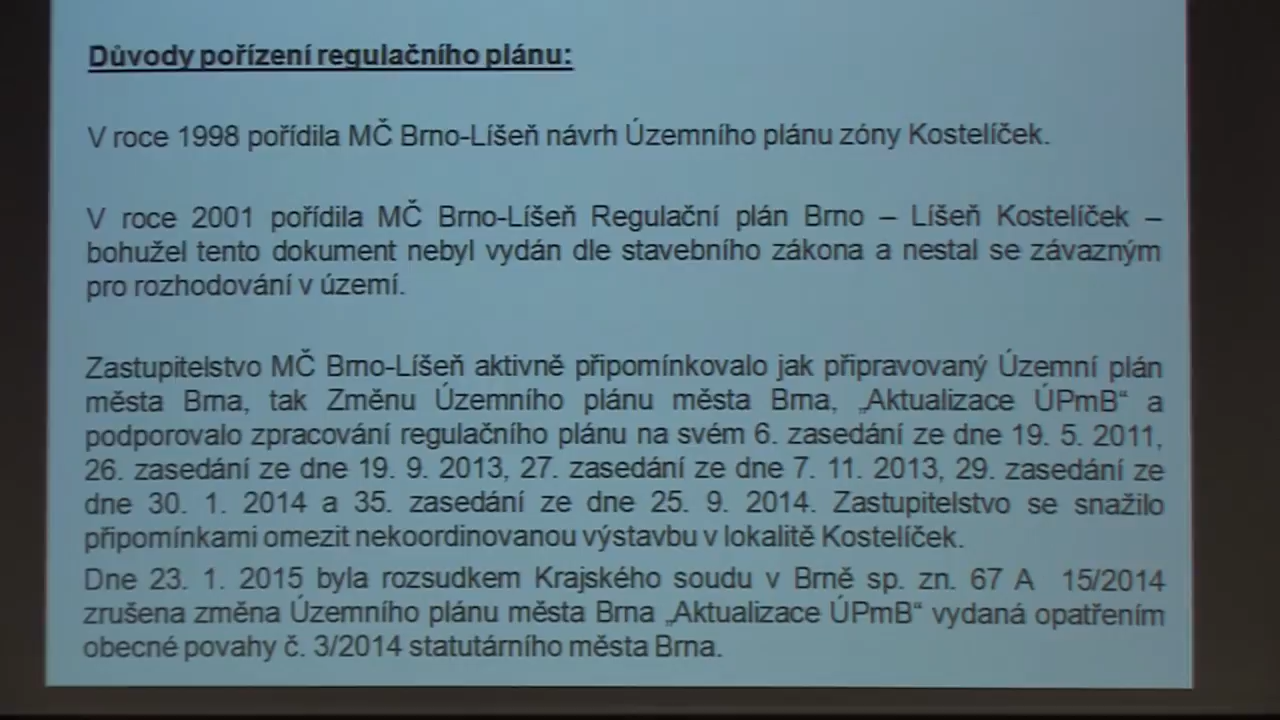 Důvody pořízení regulačního plánu:
V roce 1998 pořídila MČ Brno-Líšeň návrh Územního plánu zóny Kostelíček.
V roce 2001 pořídila MČ Brno-Líšeň Regulační plán Brno – Líšeň Kostelíček –
bohužel tento dokument nebyl vydán dle stavebního zákona a nestal se závazným
pro rozhodování v území.
Zastupitelstvo MČ Brno-Líšeň aktivně připomínkovalo jak připravovaný Územní plán
města Brna, tak Změnu Územního plánu města Brna, „Aktualizace ÚPmB“ a
podporovalo zpracování regulačního plánu na svém 6. zasedání ze dne 19. 5. 2011,
26. zasedání ze dne 19. 9. 2013, 27. zasedání ze dne 7. 11. 2013, 29. zasedání ze
dne 30. 1. 2014 a 35. zasedání ze dne 25. 9. 2014. Zastupitelstvo se snažilo
připomínkami omezit nekoordinovanou výstavbu v lokalitě Kostelíček.
Dne 23. 1. 2015 byla rozsudkem Krajského soudu v Brně sp. zn. 67 A 15/2014
zrušena změna Územního plánu města Brna „Aktualizace ÚPmB“ vydaná opatřením
obecné povahy č. 3/2014 statutárního města Brna.